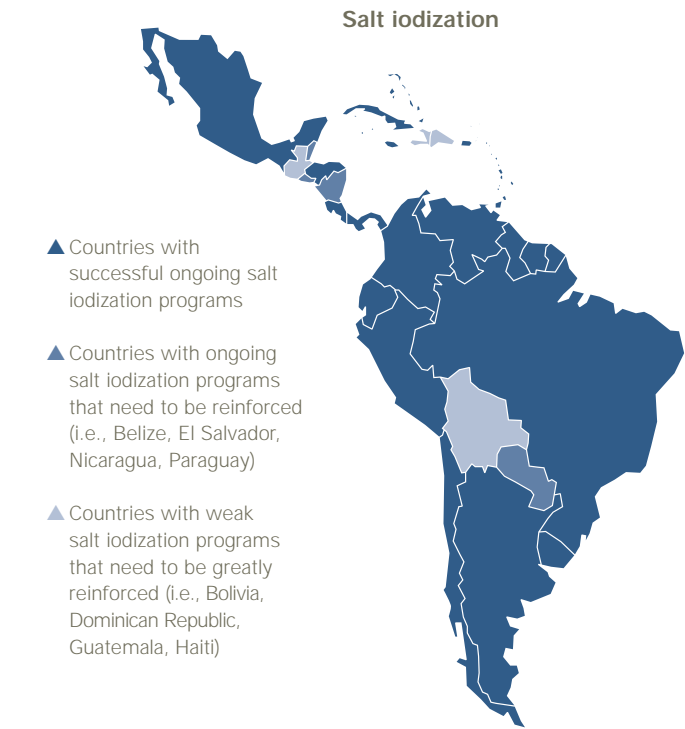 Salt iodization
Countries with
successful ongoing salt
iodization programs
Countries with ongoing
salt iodization programs
that need to be reinforced
(i.e., Belize, El Salvador,
Nicaragua, Paraguay)
Countries with weak
salt iodization programs
that need to be greatly
reinforced (i.e., Bolivia,
Dominican Republic,
Guatemala, Haiti)